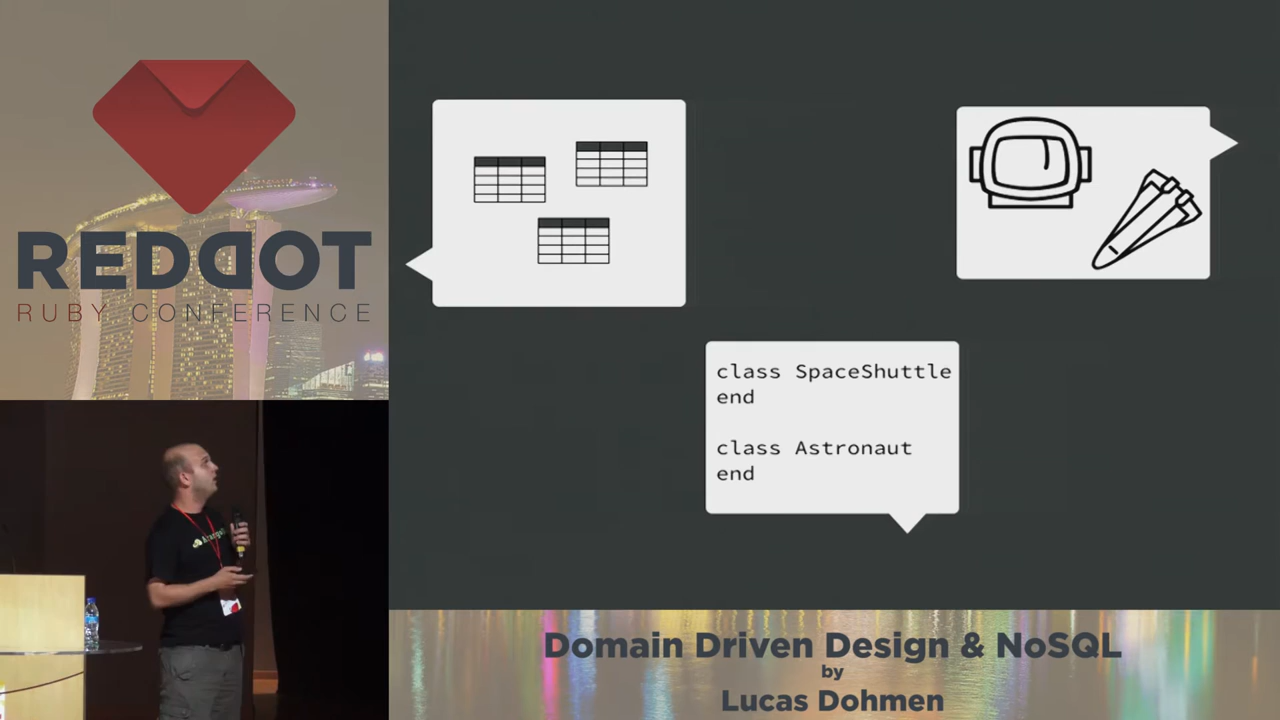 REDDOT
RUBY CONFERENCE
class SpaceShuttle
end
class Astronaut
end
Domain Driven Design & NoSQL
by
Lucas Dohmen